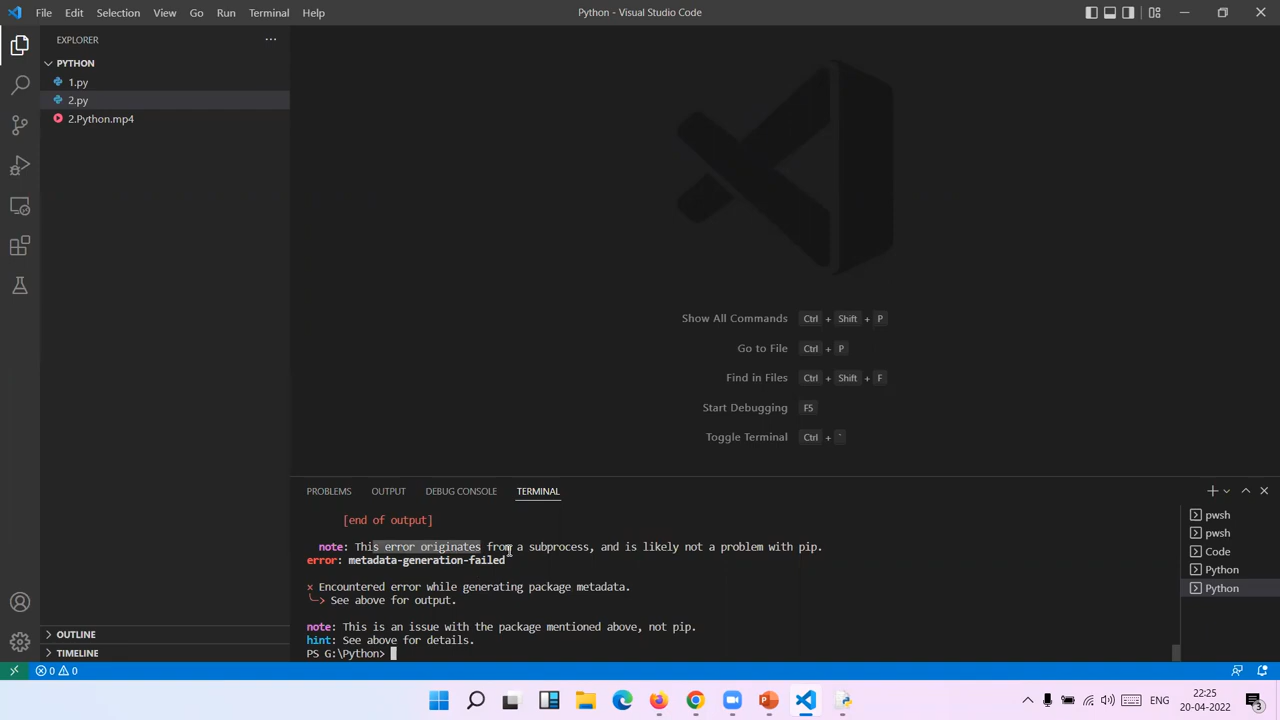 File Edit Selection View Go Run Terminal Help
Python - Visual Studio Code
EXPLORER
PYTHON
1.py
2.py
2.Python.mp4
Show All Commands Ctrl + Shift + P
Go to File Ctrl + P
Find in Files Ctrl + Shift + F
Start Debugging F5
Toggle Terminal Ctrl + `
PROBLEMS OUTPUT DEBUG CONSOLE TERMINAL
[end of output]
note: This error originates from a subprocess, and is likely not a problem with pip.
error: metadata-generation-failed
× Encountered error while generating package metadata.
╰─> See above for output.
note: This is an issue with the package mentioned above, not pip.
hint: See above for details.
PS G:\Python>
pwsh
pwsh
Code
Python
Python
OUTLINE
TIMELINE
0 0
ENG
22:25
20-04-2022
3